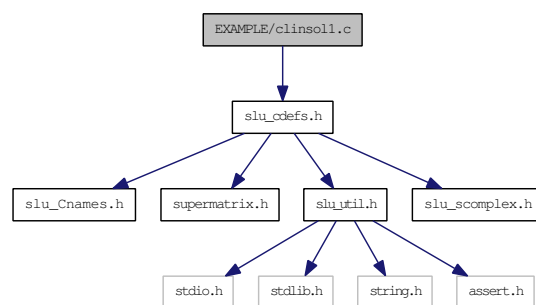 EXAMPLE/clinsol1.c
slu_cdefs.h
slu_Cnames.h
supermatrix.h
slu_util.h
slu_scomplex.h
stdio.h
stdlib.h
string.h
assert.h